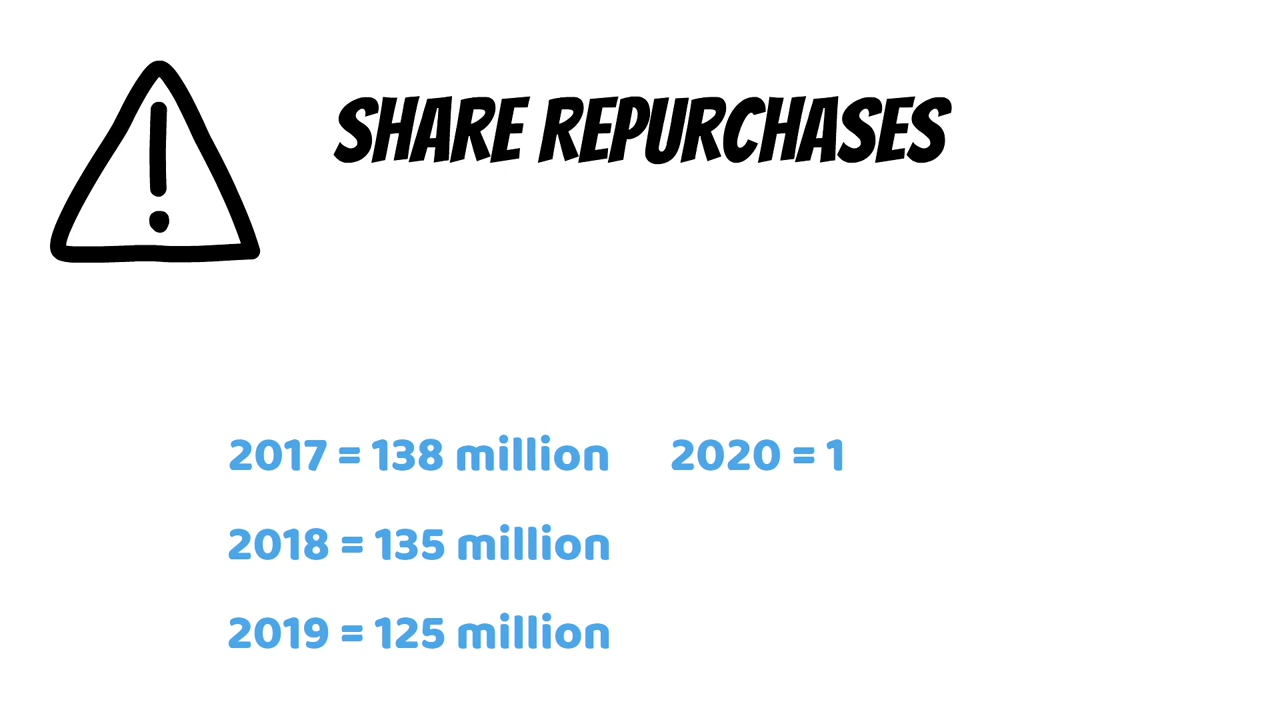 SHARE REPURCHASES
2017 = 138 million
2018 = 135 million
2019 = 125 million
2020 = 1